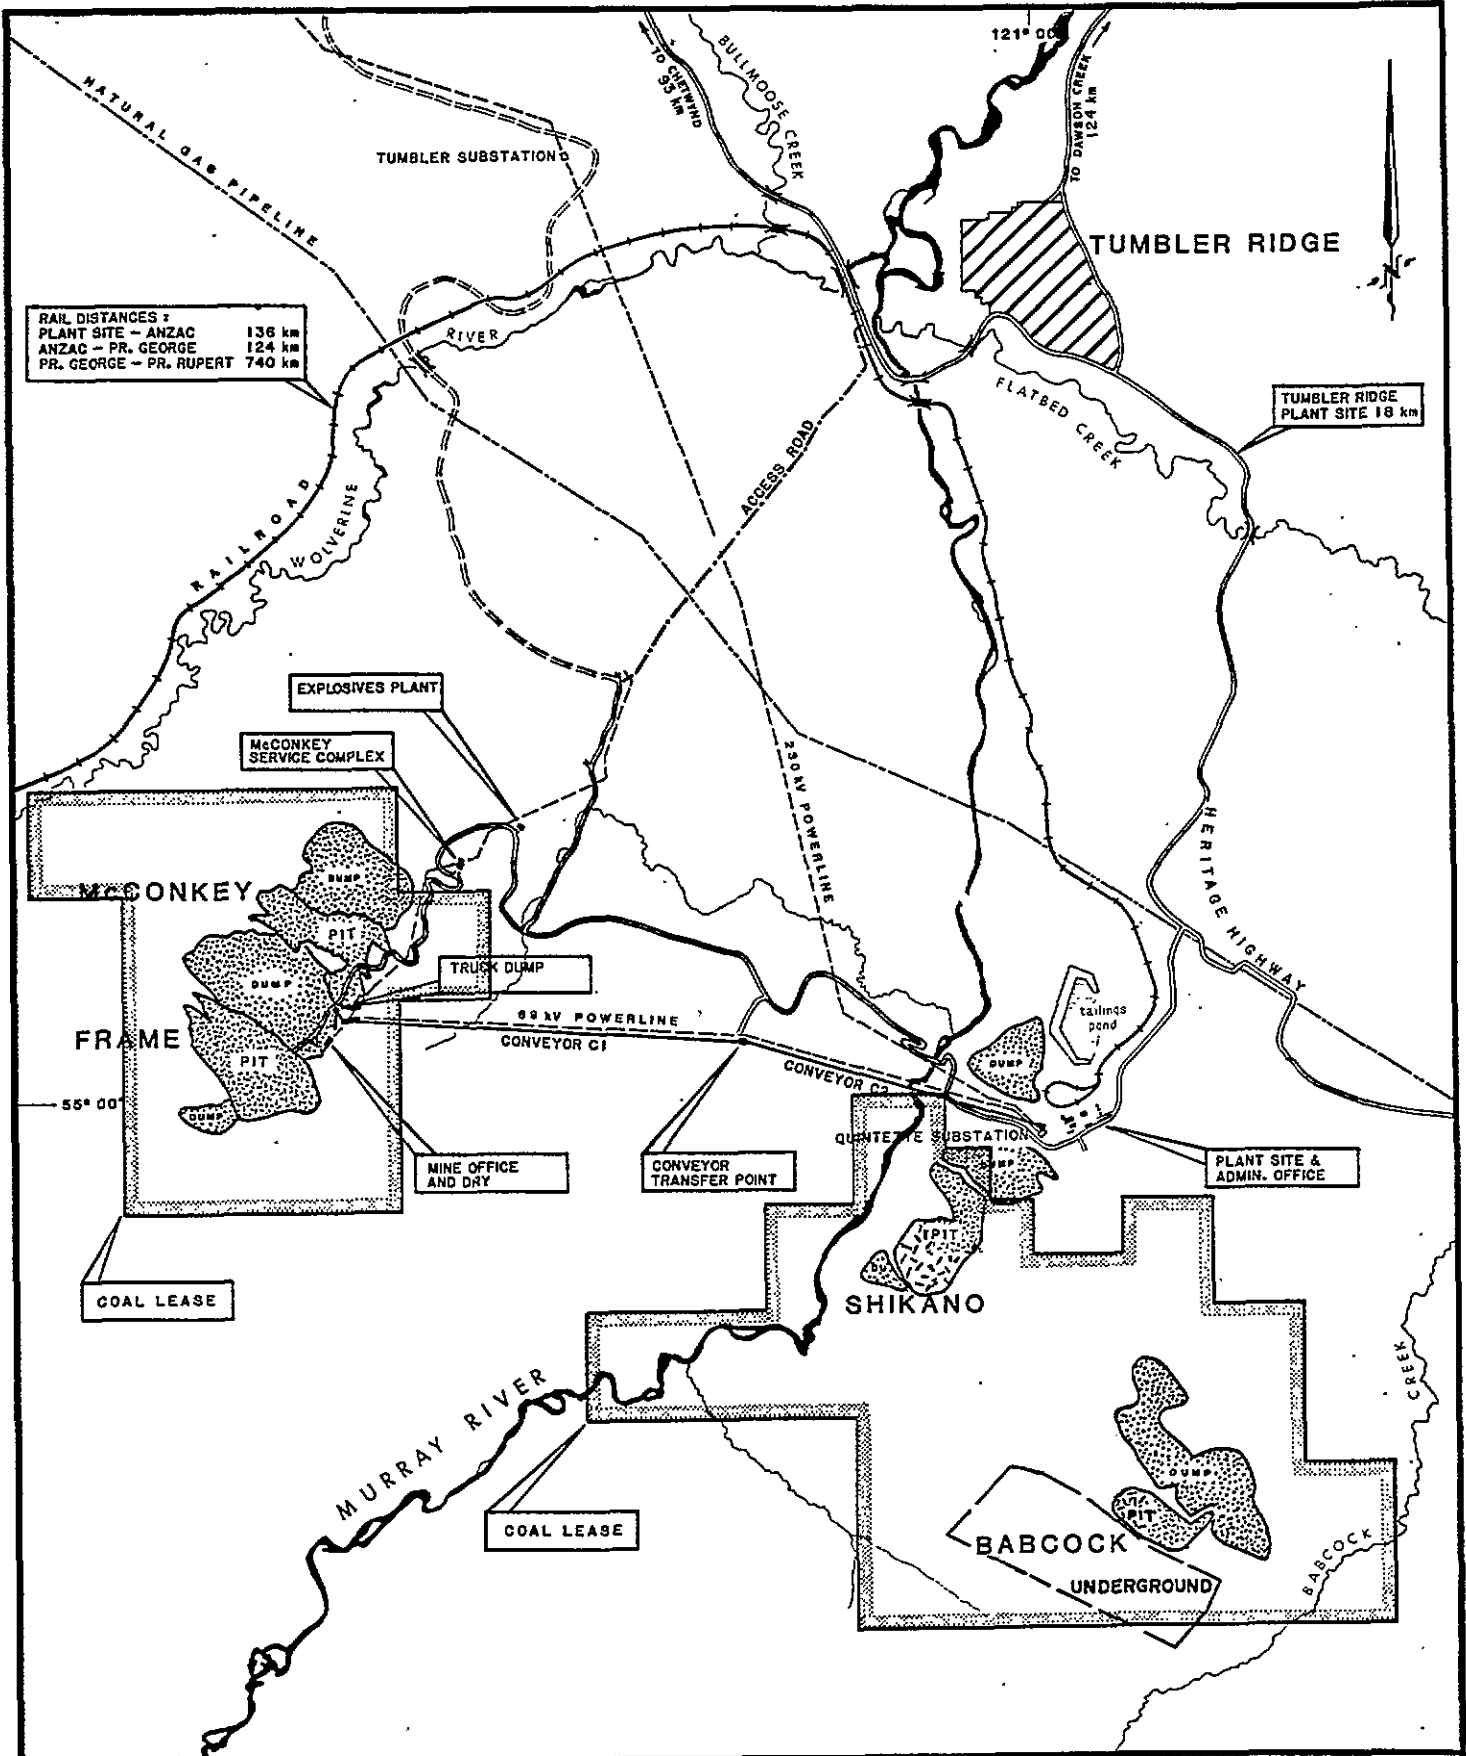 121° 00'
TO CHETWYND
93 km
BULLMOOSE CREEK
TO DAWSON CREEK
124 km
NATURAL GAS PIPELINE
TUMBLER SUBSTATION
TUMBLER RIDGE
RAIL DISTANCES :
PLANT SITE - ANZAC 136 km
ANZAC - PR. GEORGE 124 km
PR. GEORGE - PR. RUPERT 740 km
RIVER
FLATBED CREEK
TUMBLER RIDGE
PLANT SITE 18 km
ACCESS ROAD
RAILROAD
WOLVERINE
EXPLOSIVES PLANT
McCONKEY
SERVICE COMPLEX
230 kV POWERLINE
HERITAGE HIGHWAY
DUMP
McCONKEY
PIT
TRUCK DUMP
DUMP
69 kV POWERLINE
tailings
pond
FRAME
CONVEYOR C1
PIT
DUMP
CONVEYOR C2
55° 00'
DUMP
QUINTETTE SUBSTATION
MINE OFFICE
AND DRY
CONVEYOR
TRANSFER POINT
DUMP
PLANT SITE &
ADMIN. OFFICE
PIT
DU
COAL LEASE
SHIKANO
CREEK
MURRAY RIVER
DUMP
COAL LEASE
PIT
BABCOCK
BABCOCK
UNDERGROUND